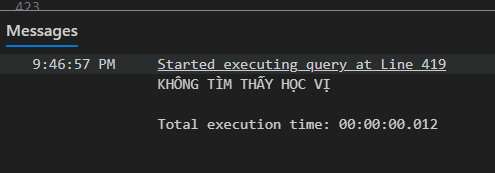 423
Messages
9:46:57 PM Started executing query at Line 419
KHÔNG TÌM THẤY HỌC VỊ
Total execution time: 00:00:00.012